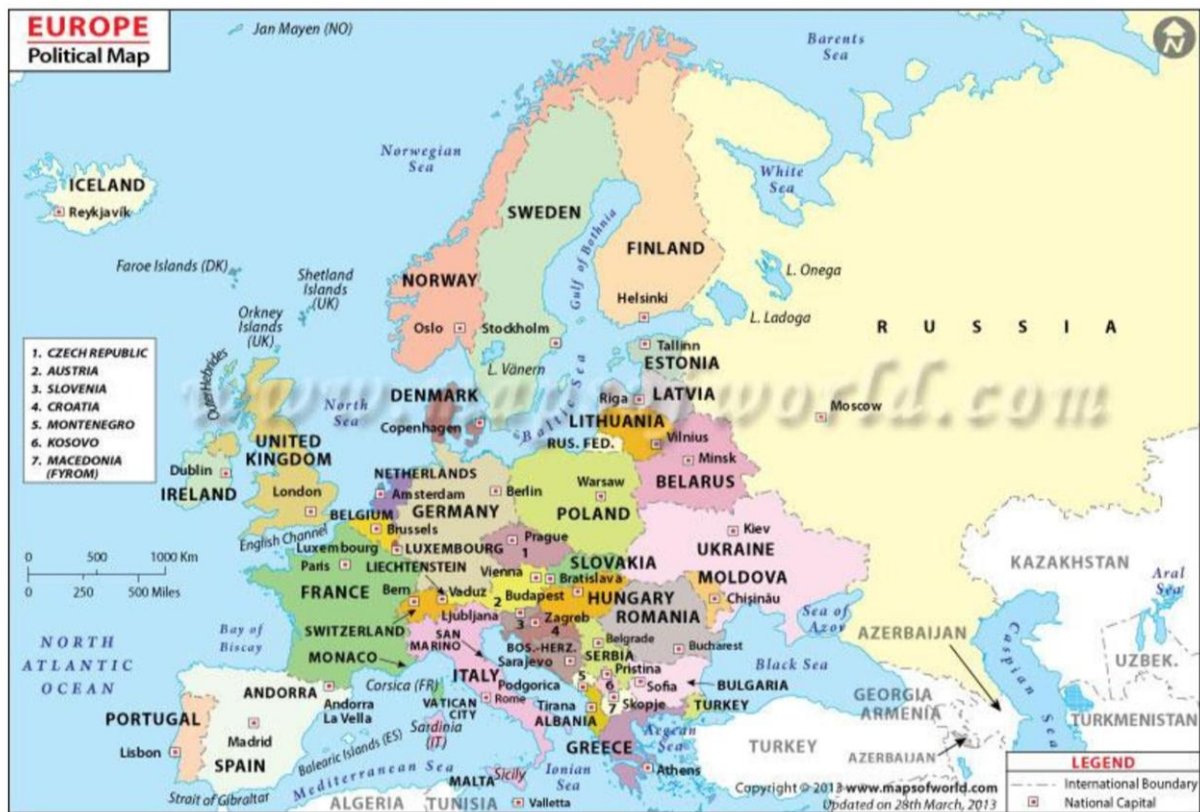 EUROPE
Political Map
Jan Mayen (NO)
Barents
Sea
N
Norwegian
Sea
White
Sea
ICELAND
Reykjavík
SWEDEN
Gulf of Bothnia
FINLAND
Faroe Islands (DK)
Shetland
Islands
(UK)
L. Onega
NORWAY
Helsinki
Orkney
Islands
(UK)
L. Ladoga
Oslo
Stockholm
RUSSIA
1. CZECH REPUBLIC
2. AUSTRIA
3. SLOVENIA
4. CROATIA
5. MONTENEGRO
6. KOSOVO
7. MACEDONIA
(FYROM)
Tallinn
ESTONIA
L. Vänern
Outer Hebrides
www.mapsofworld.com
DENMARK
Baltic Sea
Riga
LATVIA
North
Sea
Moscow
Copenhagen
LITHUANIA
RUS. FED.
Vilnius
UNITED
KINGDOM
Minsk
Dublin
IRELAND
NETHERLANDS
Amsterdam
Berlin
Warsaw
BELARUS
London
GERMANY
POLAND
BELGIUM
Brussels
English Channel
Kiev
Prague
1
Luxembourg
LUXEMBOURG
UKRAINE
Paris
LIECHTENSTEIN
SLOVAKIA
0 500 1000 Km
0 500 Miles
Vienna
Bratislava
MOLDOVA
KAZAKHSTAN
Aral
Sea
FRANCE
Bern
Vaduz
2
Budapest
HUNGARY
Chişinău
Ljubljana
3
Zagreb
4
ROMANIA
Sea of
Azov
SWITZERLAND
SAN
MARINO
BOS.-HERZ.
Belgrade
Bucharest
AZERBAIJAN
Caspian Sea
NORTH
ATLANTIC
OCEAN
Bay of
Biscay
MONACO
Sarajevo
SERBIA
Pristina
Black Sea
UZBEK.
ITALY
5
6
Sofia
BULGARIA
Corsica (FR)
Podgorica
GEORGIA
ANDORRA
Andorra
La Vella
VATICAN
CITY
Rome
7
Skopje
TURKEY
ARMENIA
TURKMENISTAN
PORTUGAL
Tirana
ALBANIA
Sardinia
(IT)
Madrid
Lisbon
SPAIN
Balearic Islands (ES)
GREECE
Aegean
Sea
TURKEY
AZERBAIJAN
Mediterranean Sea
Ionian
Sea
Athens
MALTA
Sicily
Strait of Gibraltar
ALGERIA
TUNISIA
Valletta
Copyright © 2013 www.mapsofworld.com
Updated on 28th March, 2013
LEGEND
International Boundary
National Capital